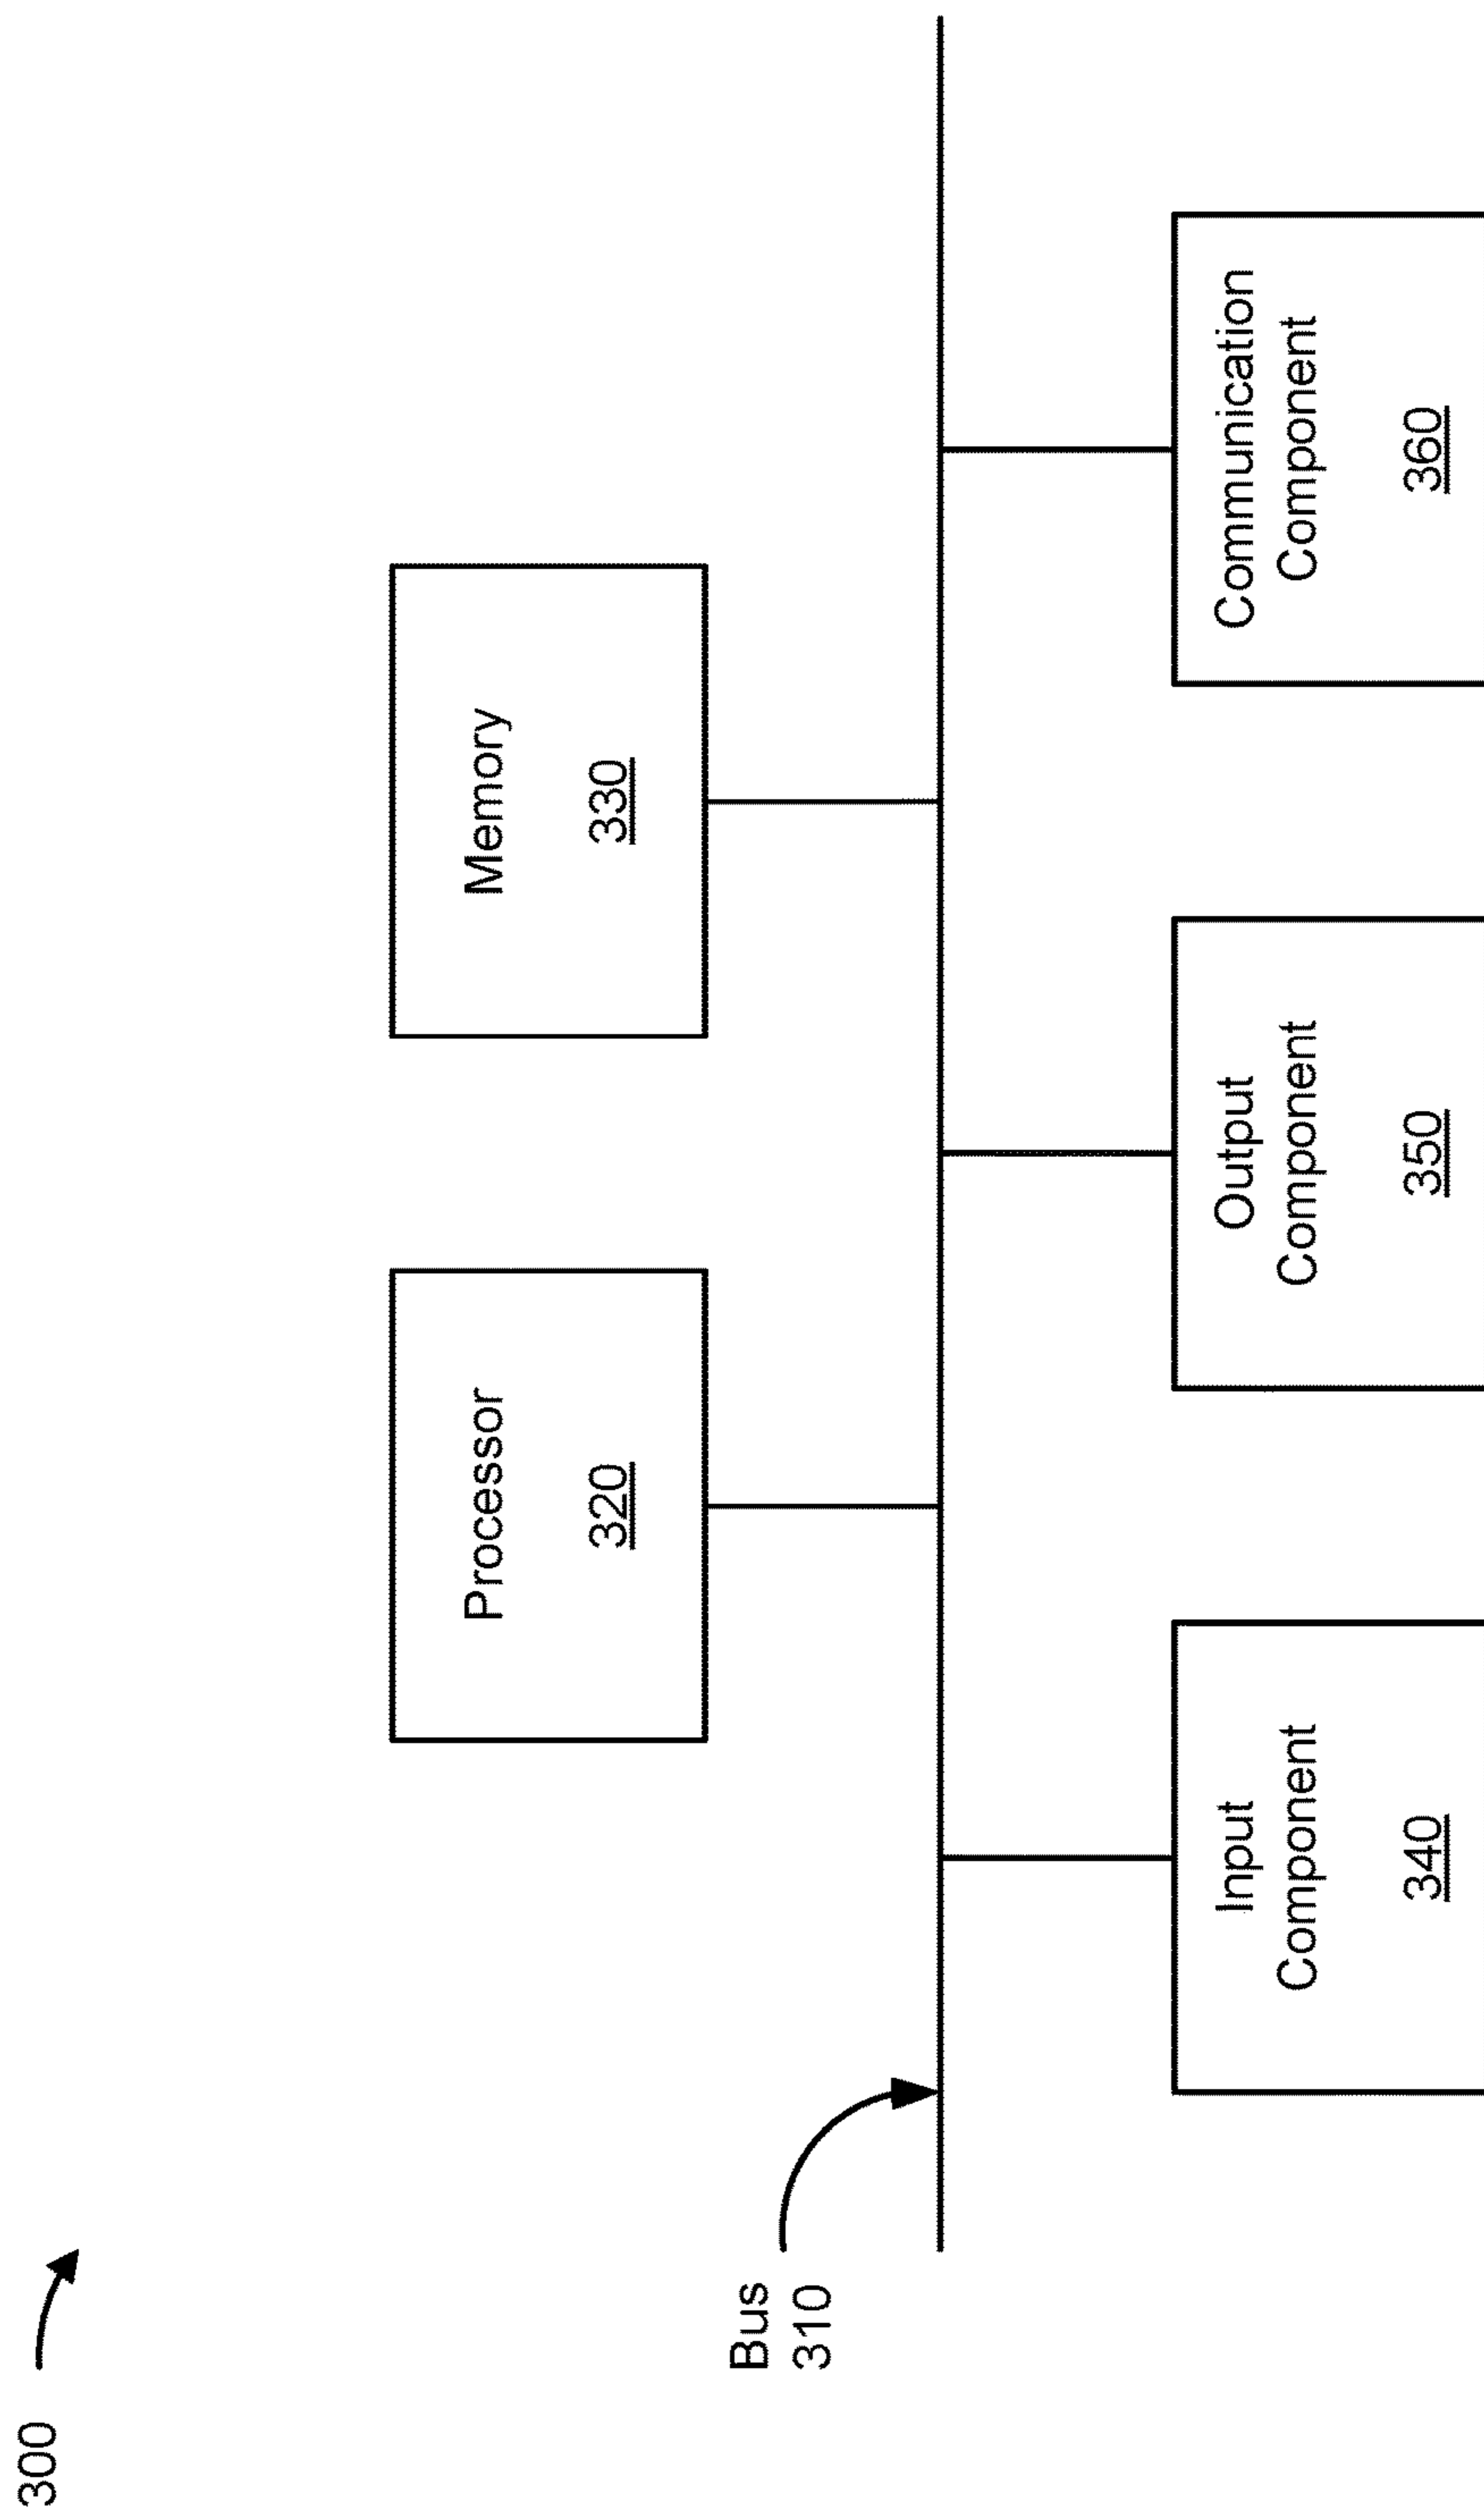 300
Processor
320
Memory
330
Bus
310
Input
Component
340
Output
Component
350
Communication
Component
360